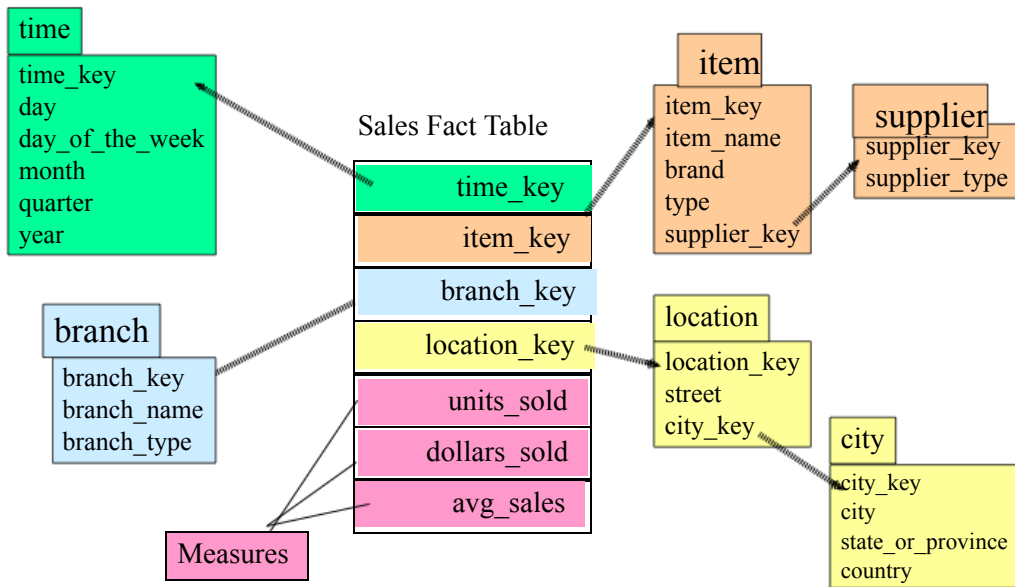 time
time_key
day
day_of_the_week
month
quarter
year
branch
branch_key
branch_name
branch_type
Sales Fact Table
time_key
item_key
branch_key
location_key
units_sold
dollars_sold
avg_sales
Measures
item
item_key
item_name
brand
type
supplier_key
supplier
supplier_key
supplier_type
location
location_key
street
city_key
city
city_key
city
state_or_province
country